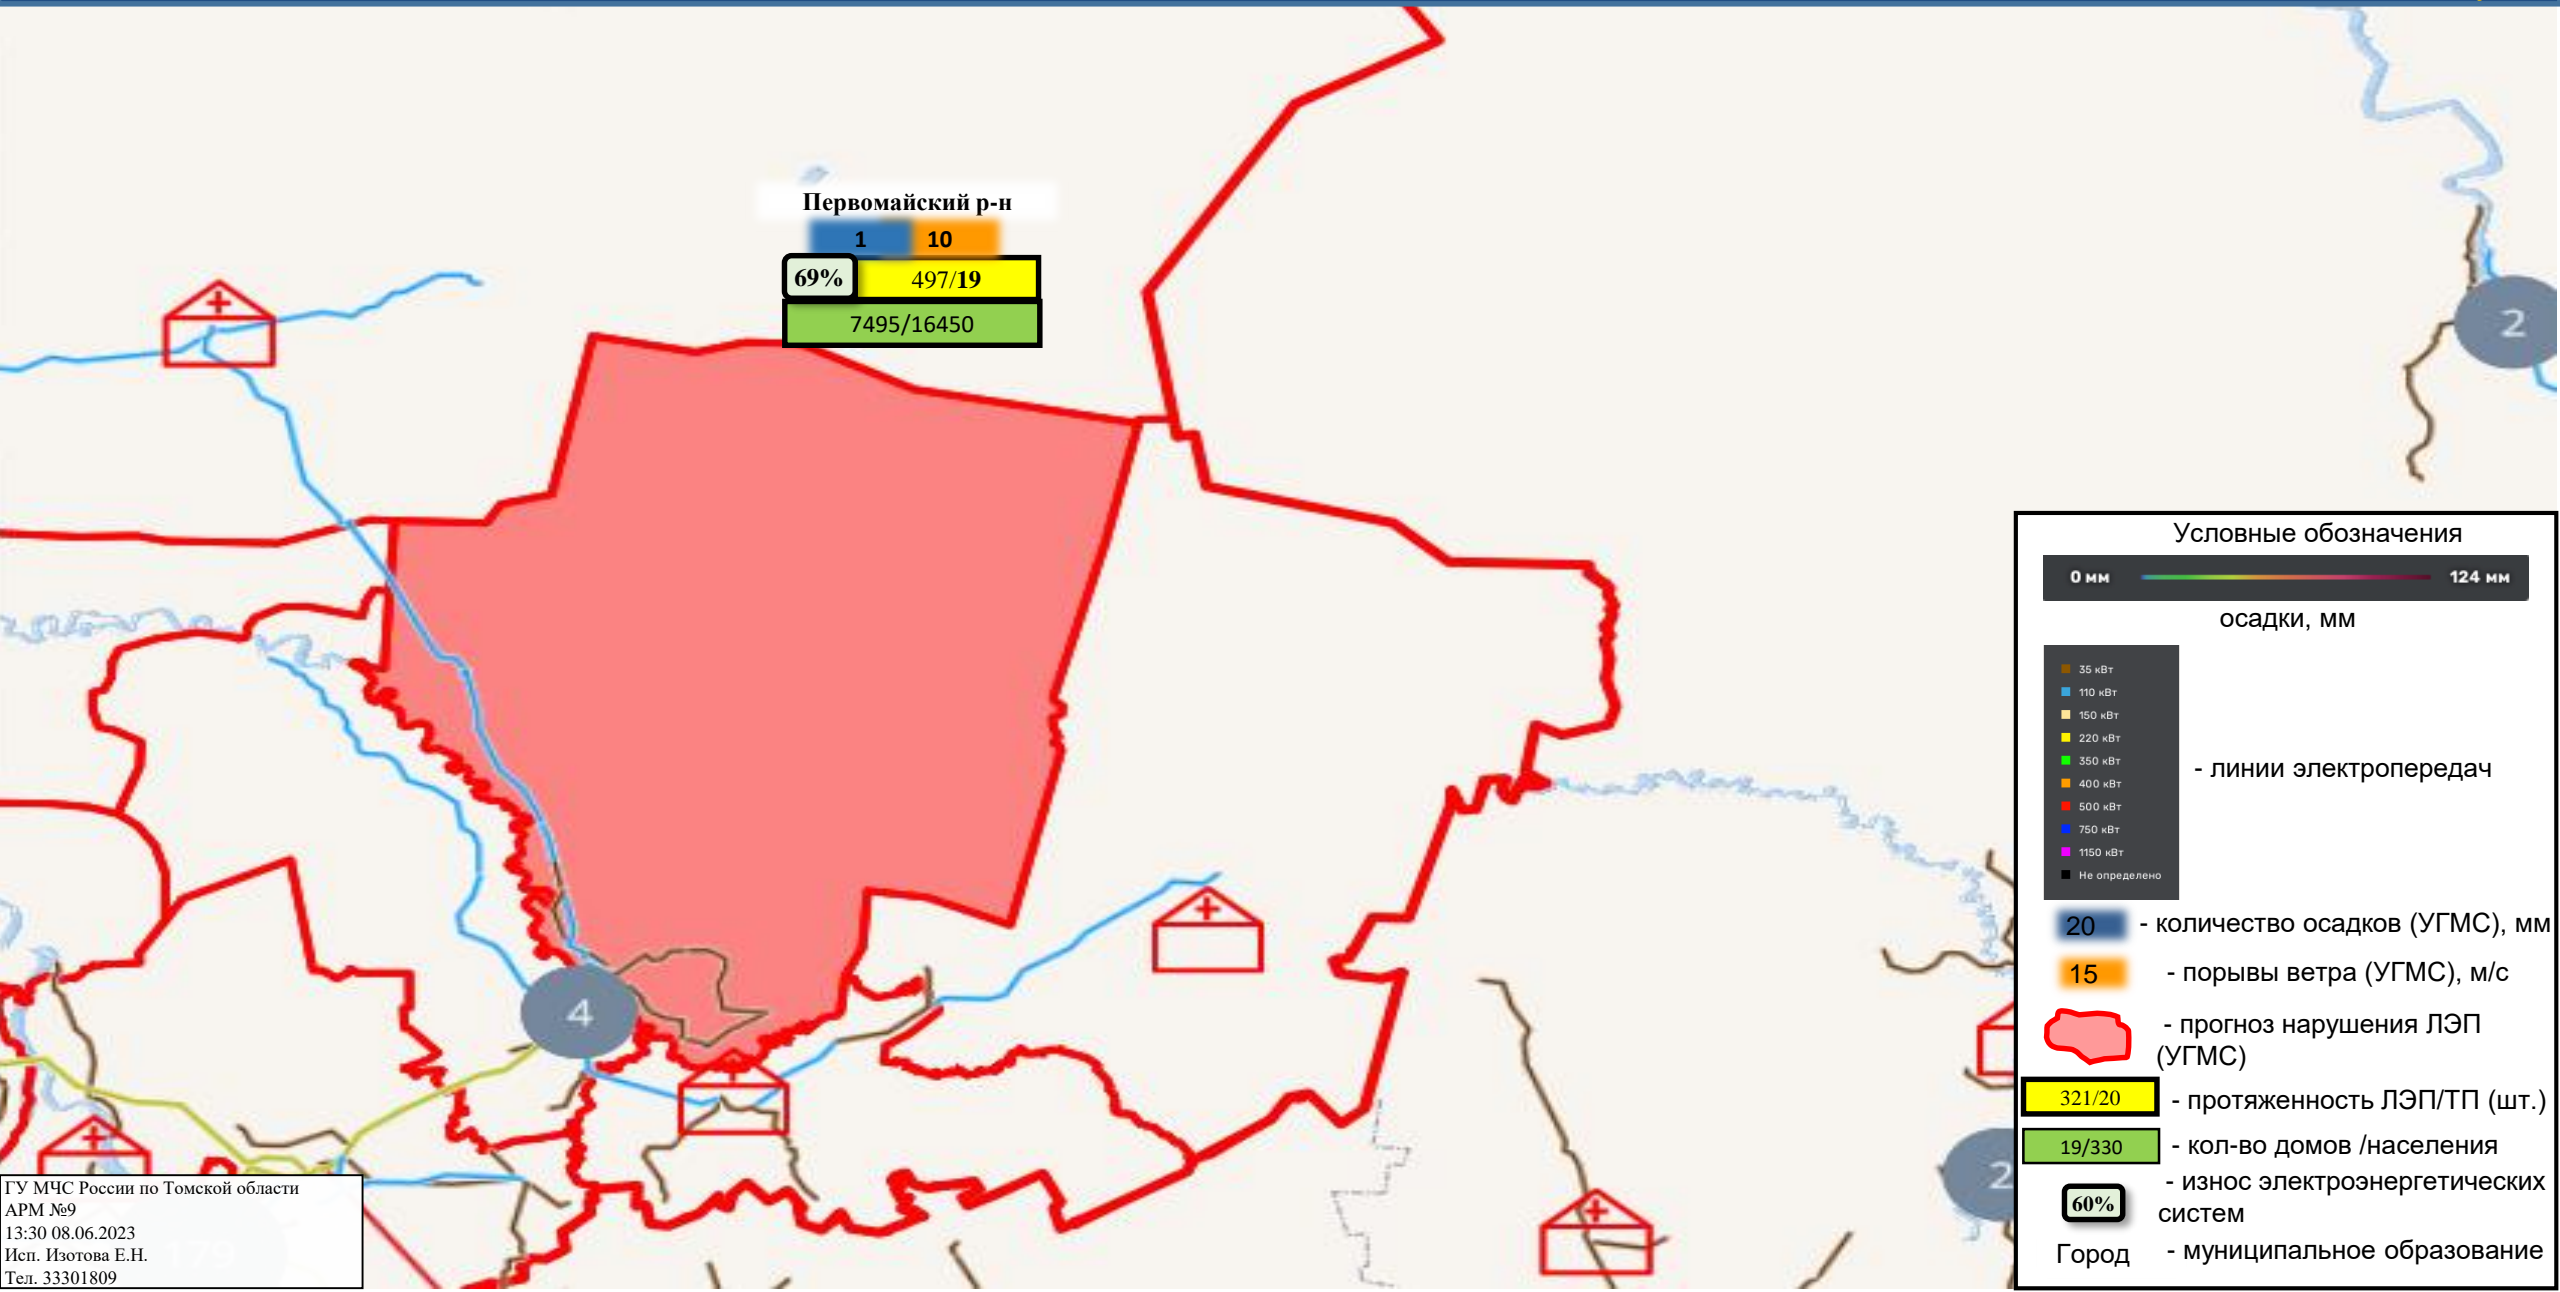 Первомайский р-н
1 10
69% 497/19
7495/16450
2
4
2
179
Условные обозначения
0 мм 124 мм
осадки, мм
35 кВт
110 кВт
150 кВт
220 кВт
350 кВт
400 кВт
500 кВт
750 кВт
1150 кВт
Не определено
- линии электропередач
20 - количество осадков (УГМС), мм
15 - порывы ветра (УГМС), м/с
- прогноз нарушения ЛЭП
(УГМС)
321/20 - протяженность ЛЭП/ТП (шт.)
19/330 - кол-во домов /населения
60% - износ электроэнергетических
систем
Город - муниципальное образование
ГУ МЧС России по Томской области
АРМ №9
13:30 08.06.2023
Исп. Изотова Е.Н.
Тел. 33301809